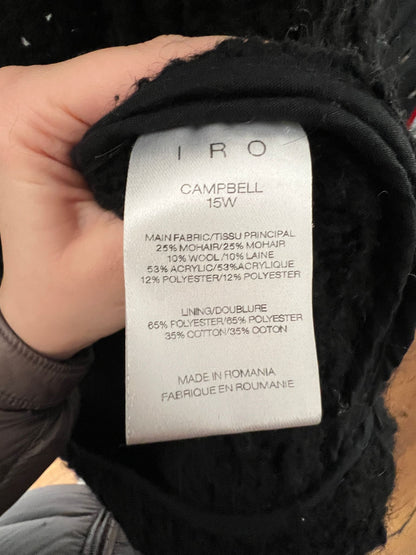 IRO
CAMPBELL
15W
MAIN FABRIC/TISSU PRINCIPAL
25% MOHAIR/25% MOHAIR
10% WOOL/10% LAINE
53% ACRYLIC/53%ACRYLIQUE
12% POLYESTER/12% POLYESTER
LINING/DOUBLURE
65% POLYESTER/65% POLYESTER
35% COTTON/35% COTON
MADE IN ROMANIA
FABRIQUE EN ROUMANIE